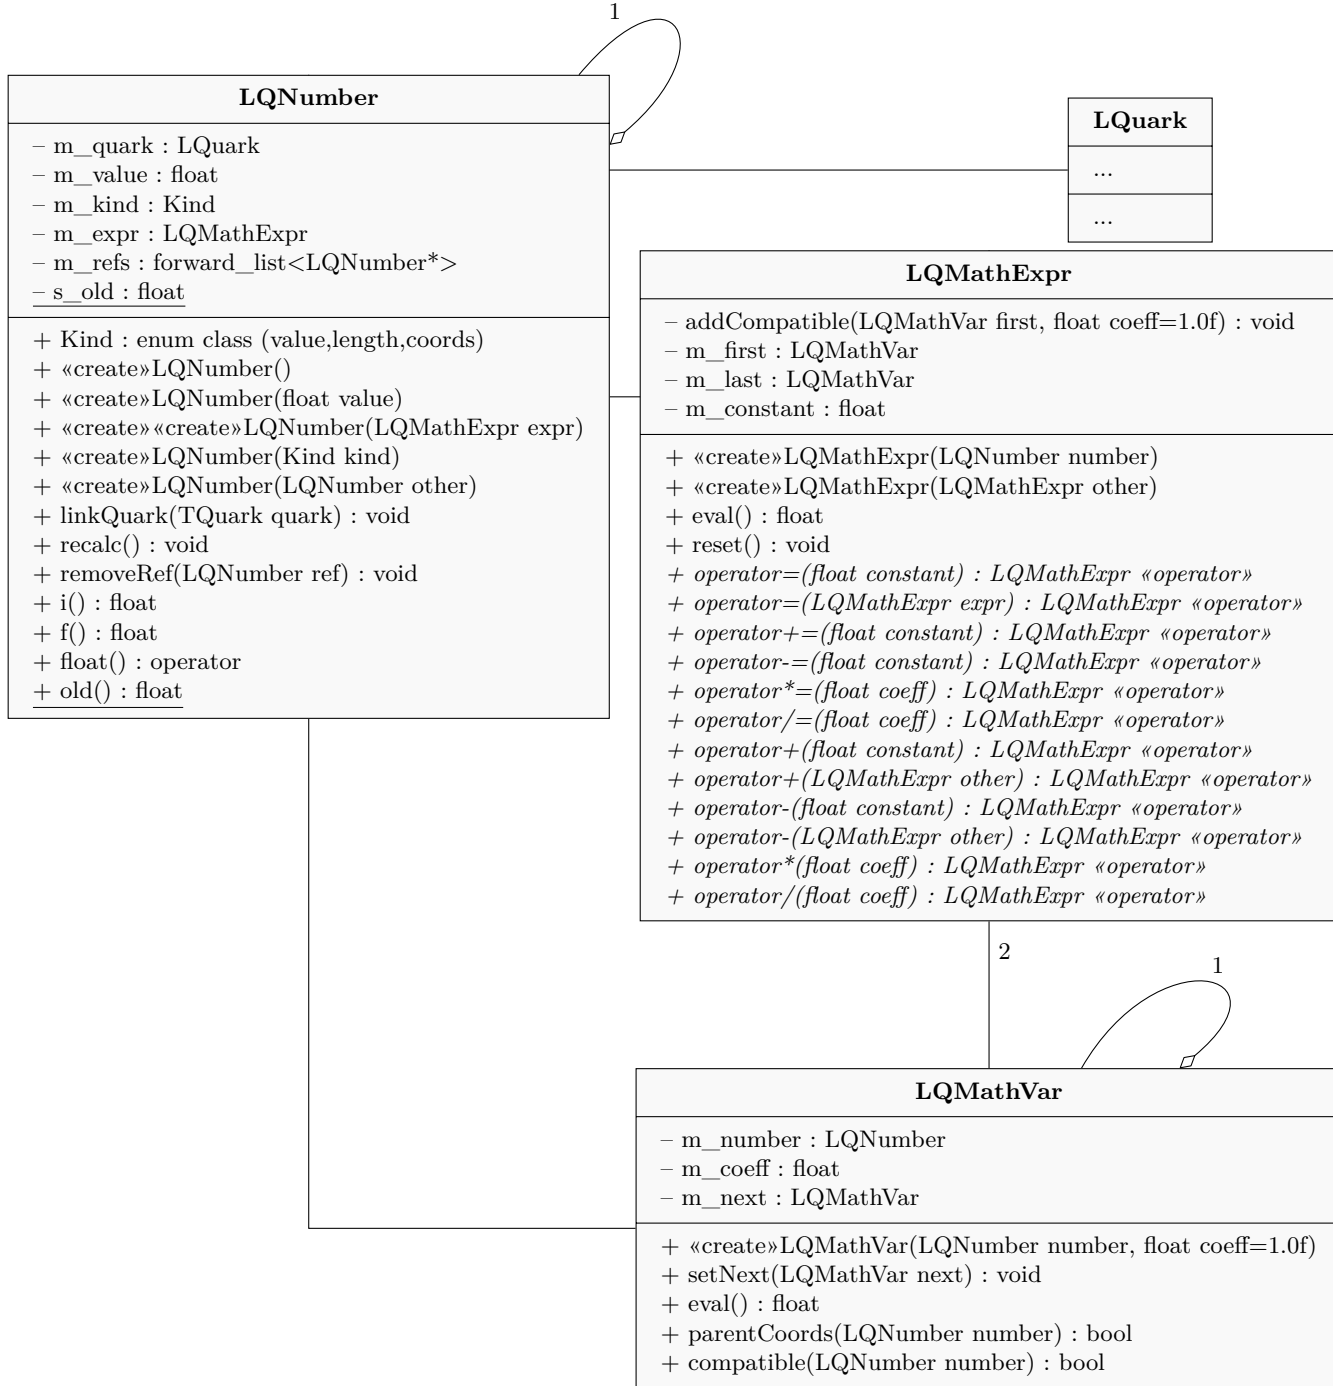 1
LQNumber
– m_quark : LQuark
– m_value : float
– m_kind : Kind
– m_expr : LQMathExpr
– m_refs : forward_list<LQNumber*>
– s_old : float
+ Kind : enum class (value,length,coords)
+ «create»LQNumber()
+ «create»LQNumber(float value)
+ «create»«create»LQNumber(LQMathExpr expr)
+ «create»LQNumber(Kind kind)
+ «create»LQNumber(LQNumber other)
+ linkQuark(TQuark quark) : void
+ recalc() : void
+ removeRef(LQNumber ref) : void
+ i() : float
+ f() : float
+ float() : operator
+ old() : float
LQuark
...
...
LQMathExpr
– addCompatible(LQMathVar first, float coeff=1.0f) : void
– m_first : LQMathVar
– m_last : LQMathVar
– m_constant : float
+ «create»LQMathExpr(LQNumber number)
+ «create»LQMathExpr(LQMathExpr other)
+ eval() : float
+ reset() : void
+ operator=(float constant) : LQMathExpr «operator»
+ operator=(LQMathExpr expr) : LQMathExpr «operator»
+ operator+=(float constant) : LQMathExpr «operator»
+ operator-=(float constant) : LQMathExpr «operator»
+ operator*=(float coeff) : LQMathExpr «operator»
+ operator/=(float coeff) : LQMathExpr «operator»
+ operator+(float constant) : LQMathExpr «operator»
+ operator+(LQMathExpr other) : LQMathExpr «operator»
+ operator-(float constant) : LQMathExpr «operator»
+ operator-(LQMathExpr other) : LQMathExpr «operator»
+ operator*(float coeff) : LQMathExpr «operator»
+ operator/(float coeff) : LQMathExpr «operator»
2
1
LQMathVar
– m_number : LQNumber
– m_coeff : float
– m_next : LQMathVar
+ «create»LQMathVar(LQNumber number, float coeff=1.0f)
+ setNext(LQMathVar next) : void
+ eval() : float
+ parentCoords(LQNumber number) : bool
+ compatible(LQNumber number) : bool